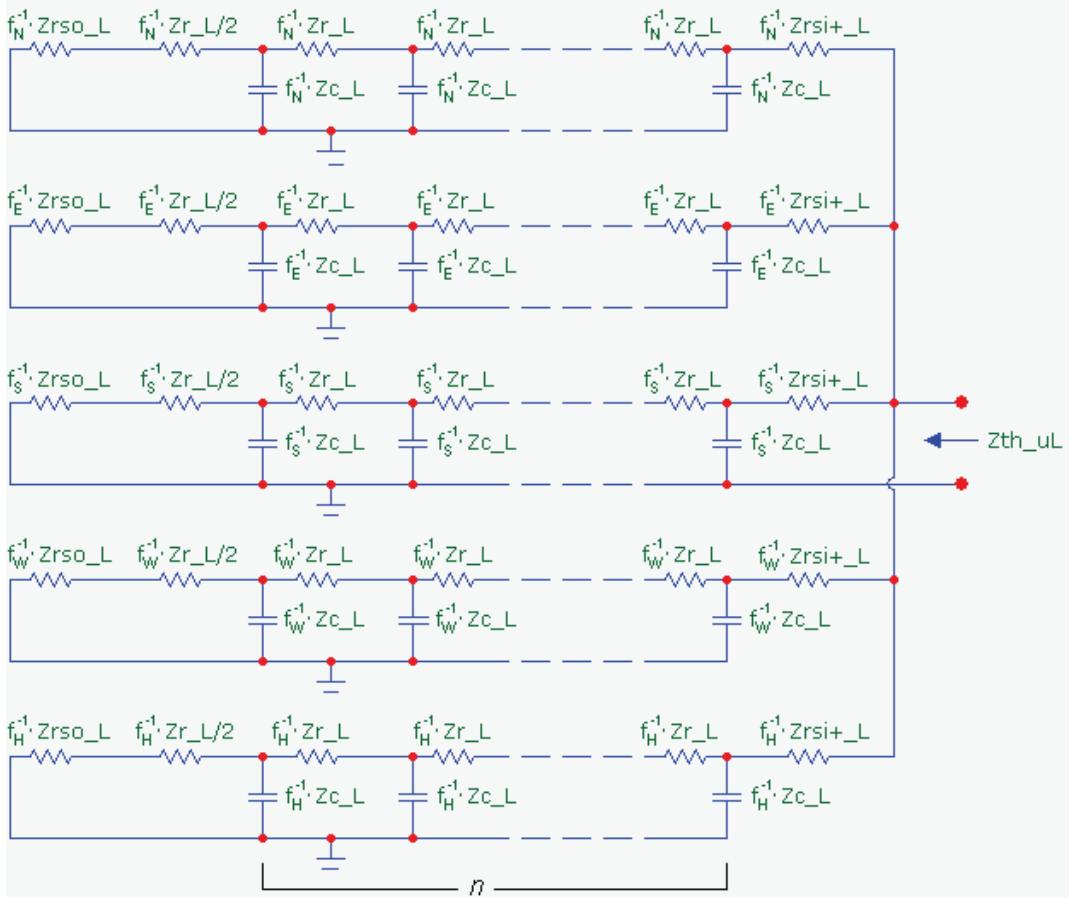 f_N^-1· Zrso_L f_N^-1· Zr_L/2 f_N^-1· Zr_L f_N^-1· Zr_L f_N^-1· Zr_L f_N^-1· Zrsi+_L
f_N^-1· Zc_L f_N^-1· Zc_L f_N^-1· Zc_L
f_E^-1· Zrso_L f_E^-1· Zr_L/2 f_E^-1· Zr_L f_E^-1· Zr_L f_E^-1· Zr_L f_E^-1· Zrsi+_L
f_E^-1· Zc_L f_E^-1· Zc_L f_E^-1· Zc_L
f_S^-1· Zrso_L f_S^-1· Zr_L/2 f_S^-1· Zr_L f_S^-1· Zr_L f_S^-1· Zr_L f_S^-1· Zrsi+_L
f_S^-1· Zc_L f_S^-1· Zc_L f_S^-1· Zc_L Zth_uL
f_W^-1· Zrso_L f_W^-1· Zr_L/2 f_W^-1· Zr_L f_W^-1· Zr_L f_W^-1· Zr_L f_W^-1· Zrsi+_L
f_W^-1· Zc_L f_W^-1· Zc_L f_W^-1· Zc_L
f_H^-1· Zrso_L f_H^-1· Zr_L/2 f_H^-1· Zr_L f_H^-1· Zr_L f_H^-1· Zr_L f_H^-1· Zrsi+_L
f_H^-1· Zc_L f_H^-1· Zc_L f_H^-1· Zc_L
n